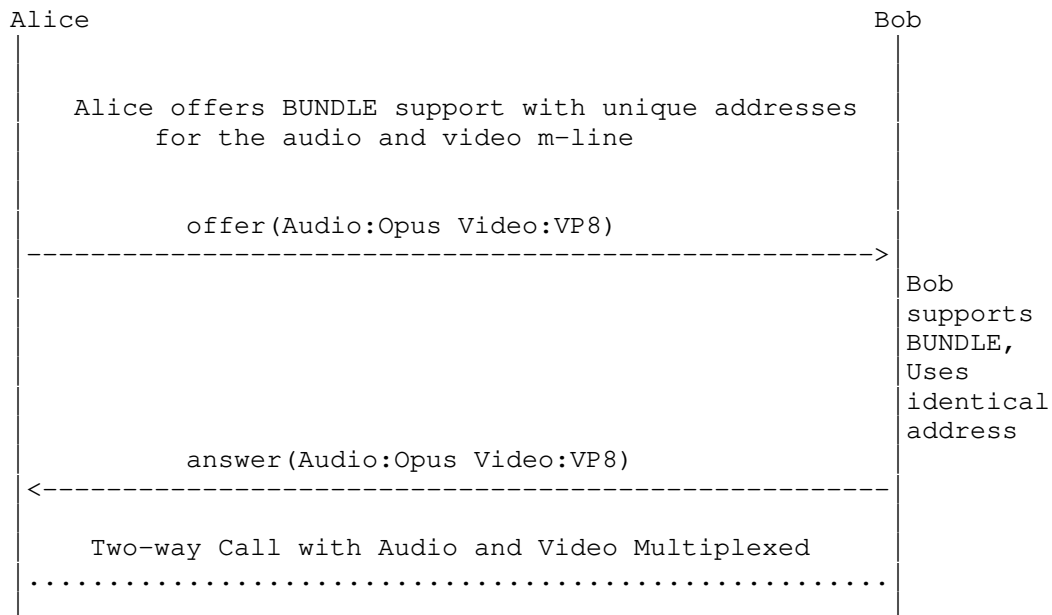 Alice Bob
Alice offers BUNDLE support with unique addresses
for the audio and video m-line
offer(Audio:Opus Video:VP8)
Bob
supports
BUNDLE,
Uses
identical
address
answer(Audio:Opus Video:VP8)
Two-way Call with Audio and Video Multiplexed